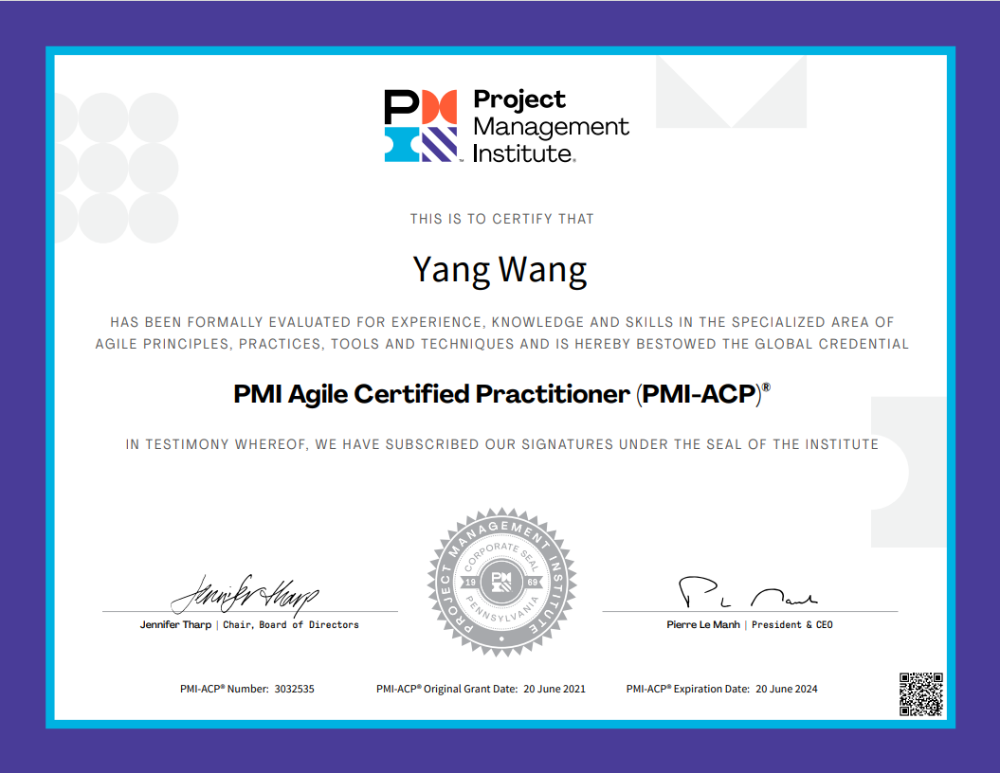 PM
Project
Management
Institute®
THIS IS TO CERTIFY THAT
Yang Wang
HAS BEEN FORMALLY EVALUATED FOR EXPERIENCE, KNOWLEDGE AND SKILLS IN THE SPECIALIZED AREA OF
AGILE PRINCIPLES, PRACTICES, TOOLS AND TECHNIQUES AND IS HEREBY BESTOWED THE GLOBAL CREDENTIAL
PMI Agile Certified Practitioner (PMI-ACP)®
IN TESTIMONY WHEREOF, WE HAVE SUBSCRIBED OUR SIGNATURES UNDER THE SEAL OF THE INSTITUTE
PROJECT MANAGEMENT INSTITUTE
CORPORATE SEAL
19 69
PENNSYLVANIA
Jennifer Tharp
Jennifer Tharp | Chair, Board of Directors
Pierre Le Manh | President & CEO
PMI-ACP® Number: 3032535
PMI-ACP® Original Grant Date: 20 June 2021
PMI-ACP® Expiration Date: 20 June 2024